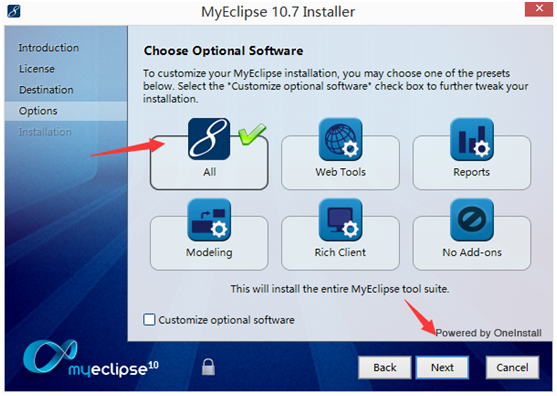 MyEclipse 10.7 Installer
Introduction
License
Destination
Options
Installation
Choose Optional Software
To customize your MyEclipse installation, you may choose one of the presets
below. Select the "Customize optional software" check box to further tweak your
installation.
All
Web Tools
Reports
Modeling
Rich Client
No Add-ons
This will install the entire MyEclipse tool suite.
Customize optional software
Powered by OneInstall
myeclipse10
Back
Next
Cancel